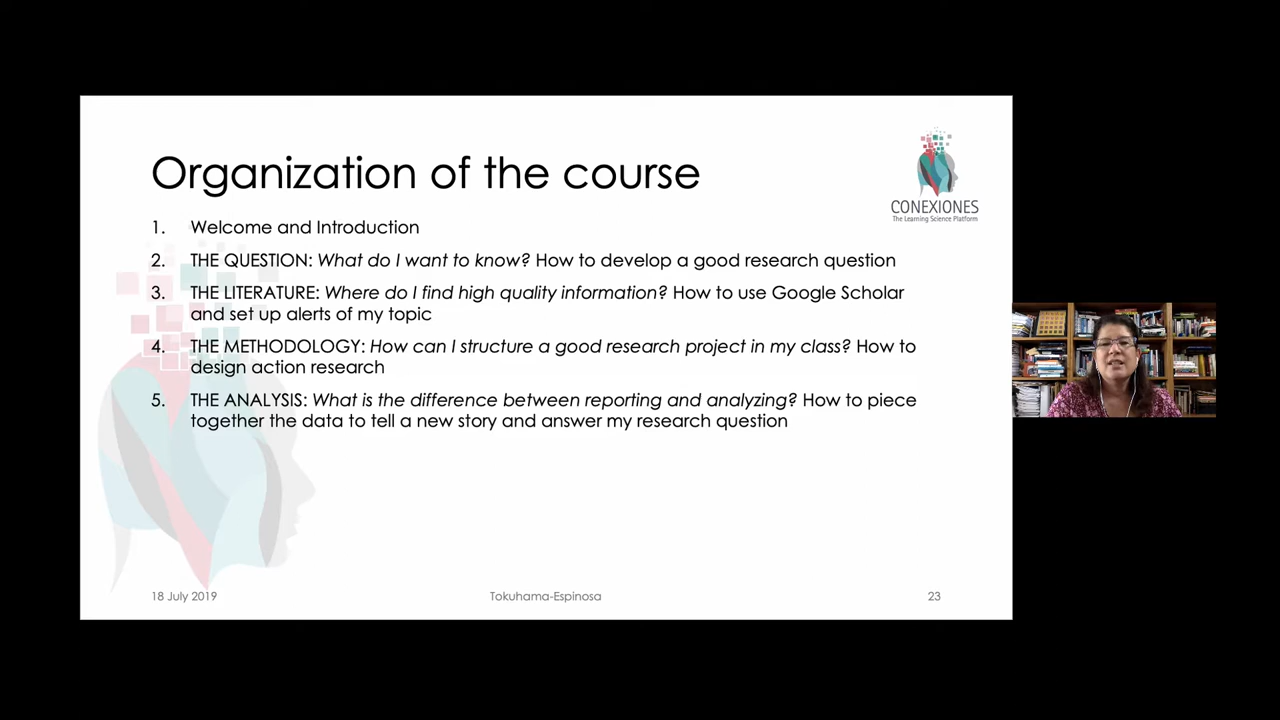 Organization of the course
CONEXIONES
The Learning Science Platform
1. Welcome and Introduction
2. THE QUESTION: What do I want to know? How to develop a good research question
3. THE LITERATURE: Where do I find high quality information? How to use Google Scholar
and set up alerts of my topic
4. THE METHODOLOGY: How can I structure a good research project in my class? How to
design action research
5. THE ANALYSIS: What is the difference between reporting and analyzing? How to piece
together the data to tell a new story and answer my research question
18 July 2019
Tokuhama-Espinosa
23